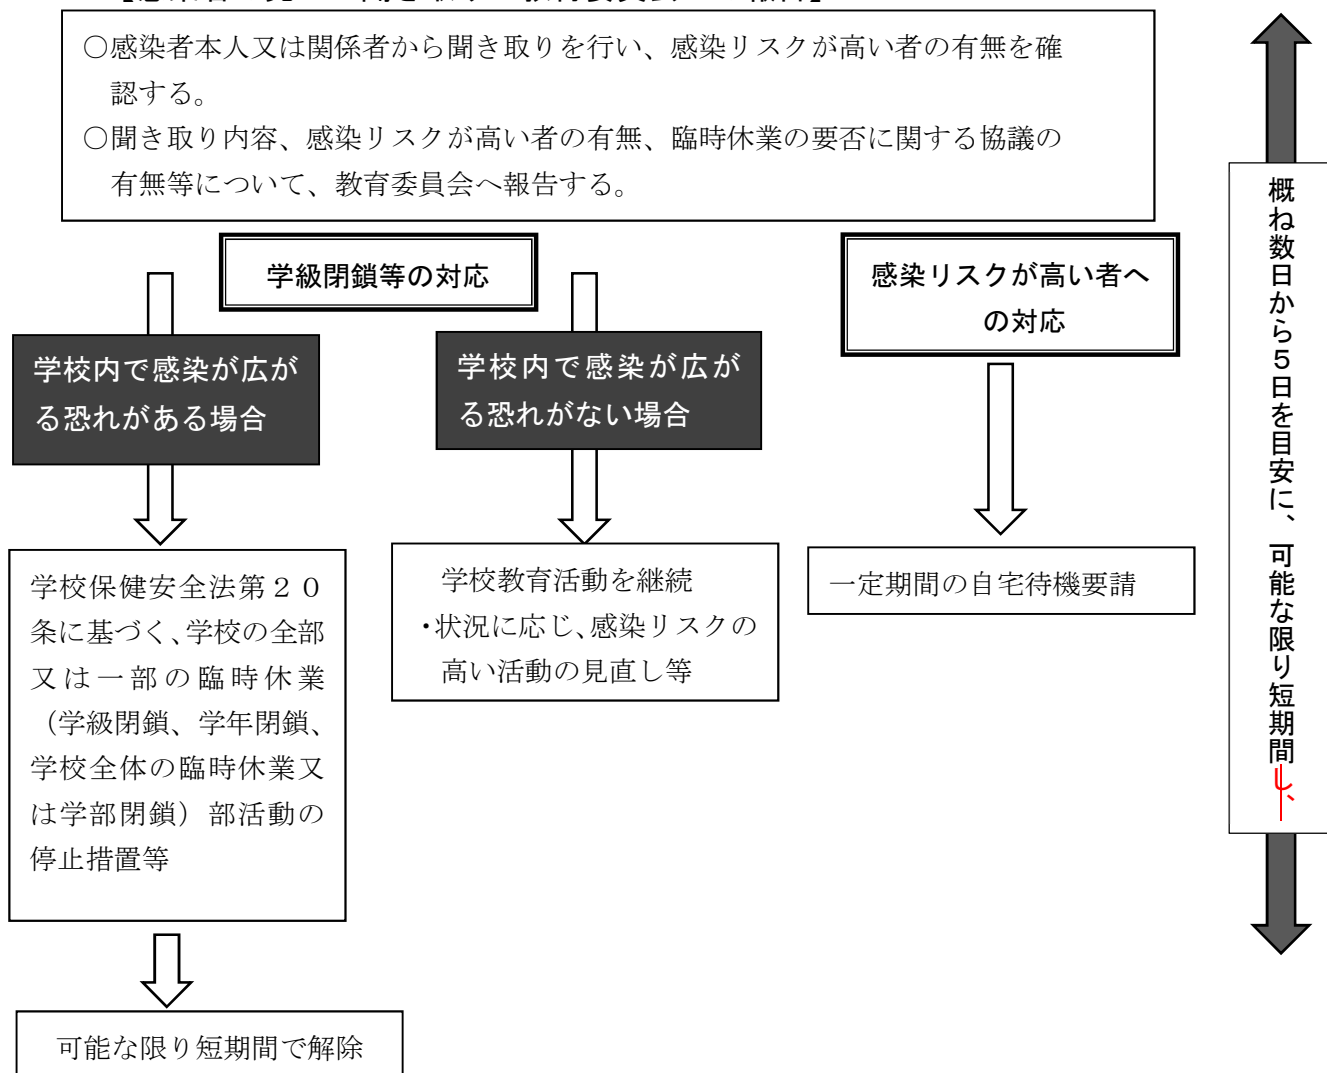 ○感染者本人又は関係者から聞き取りを行い、感染リスクが高い者の有無を確
認する。
○聞き取り内容、感染リスクが高い者の有無、臨時休業の要否に関する協議の
有無等について、教育委員会へ報告する。
学級閉鎖等の対応
感染リスクが高い者へ
の対応
学校内で感染が広が
る恐れがある場合
学校内で感染が広が
る恐れがない場合
学校保健安全法第２０
条に基づく、学校の全部
又は一部の臨時休業
（学級閉鎖、学年閉鎖、
学校全体の臨時休業又
は学部閉鎖）部活動の
停止措置等
学校教育活動を継続
・状況に応じ、感染リスクの
高い活動の見直し等
一定期間の自宅待機要請
可能な限り短期間で解除
概ね数日から５日を目安に、可能な限り短期間し、